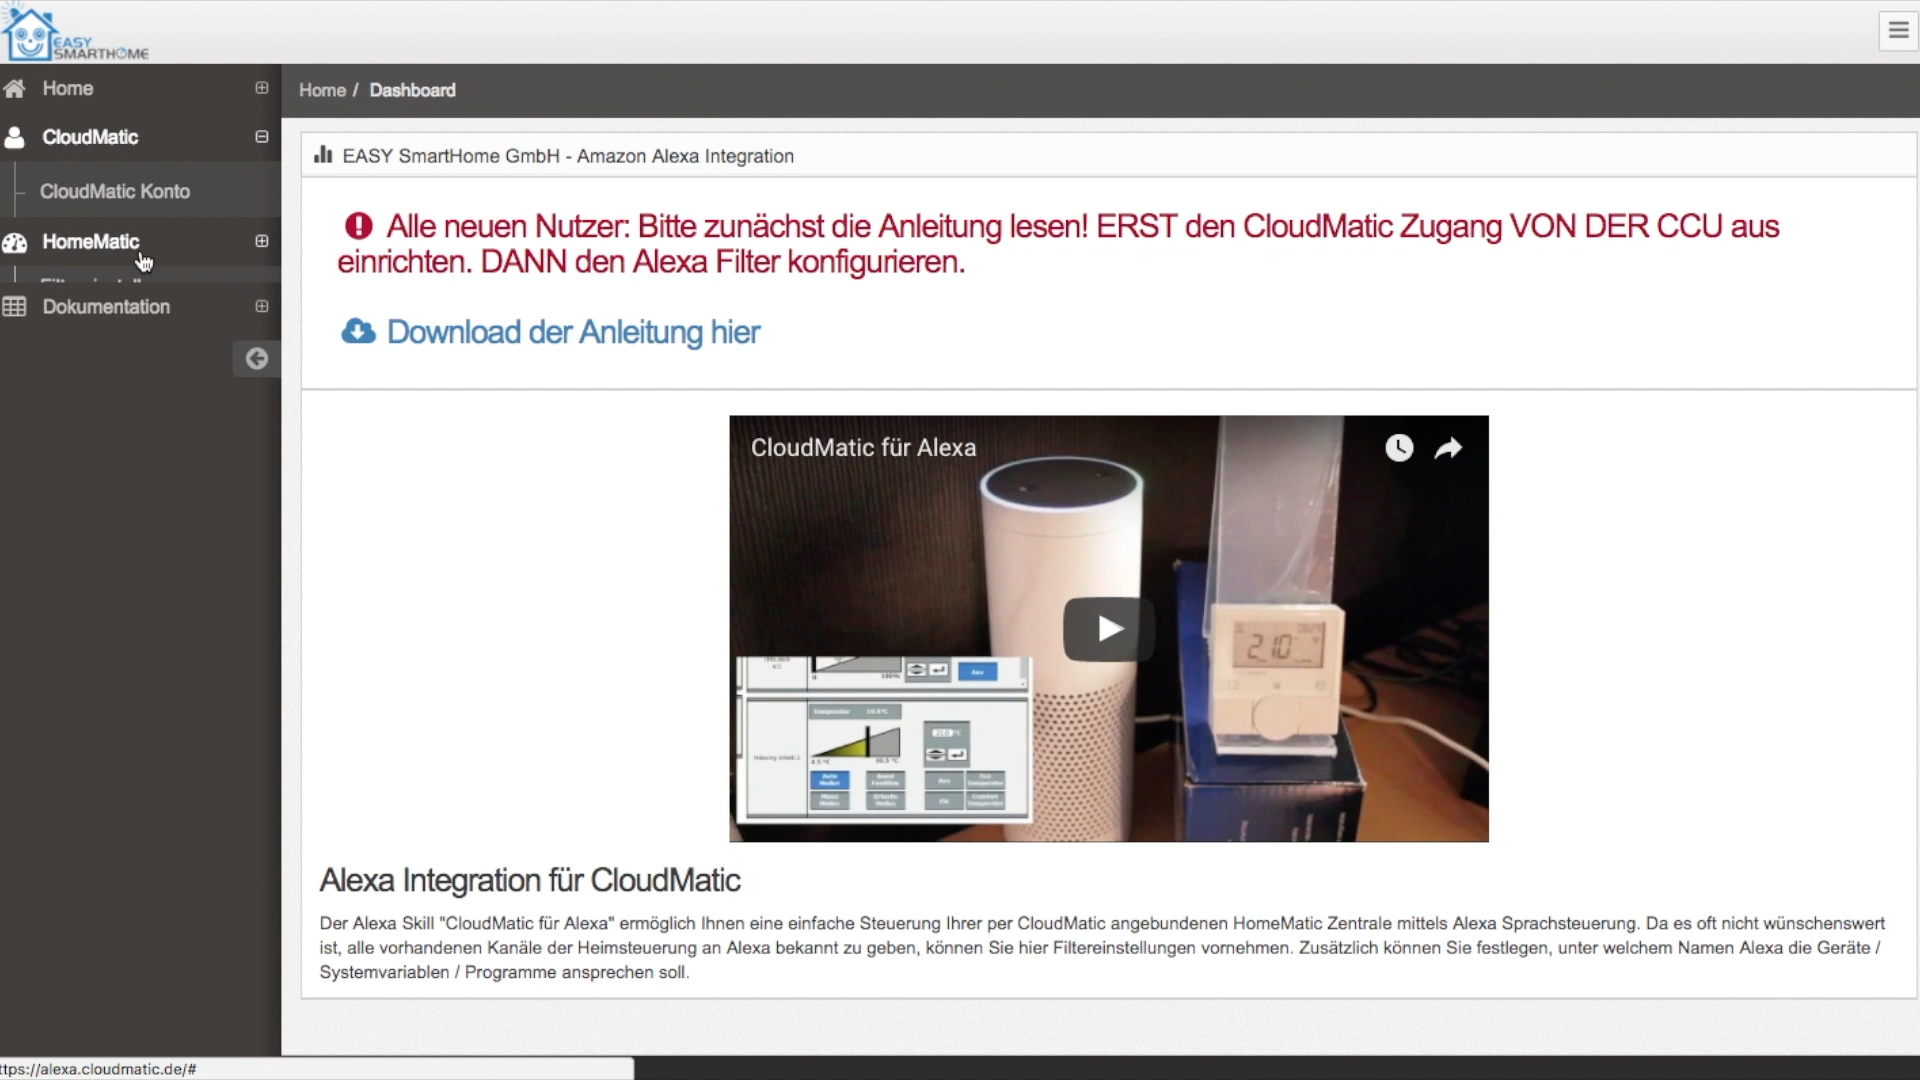 EASY
SMARTHOME
Home
CloudMatic
CloudMatic Konto
HomeMatic
Dokumentation
Home / Dashboard
EASY SmartHome GmbH - Amazon Alexa Integration
Alle neuen Nutzer: Bitte zunächst die Anleitung lesen! ERST den CloudMatic Zugang VON DER CCU aus
einrichten. DANN den Alexa Filter konfigurieren.
Download der Anleitung hier
CloudMatic für Alexa
Alexa Integration für CloudMatic
Der Alexa Skill "CloudMatic für Alexa" ermöglich Ihnen eine einfache Steuerung Ihrer per CloudMatic angebundenen HomeMatic Zentrale mittels Alexa Sprachsteuerung. Da es oft nicht wünschenswert
ist, alle vorhandenen Kanäle der Heimsteuerung an Alexa bekannt zu geben, können Sie hier Filtereinstellungen vornehmen. Zusätzlich können Sie festlegen, unter welchem Namen Alexa die Geräte /
Systemvariablen / Programme ansprechen soll.
ttps://alexa.cloudmatic.de/#